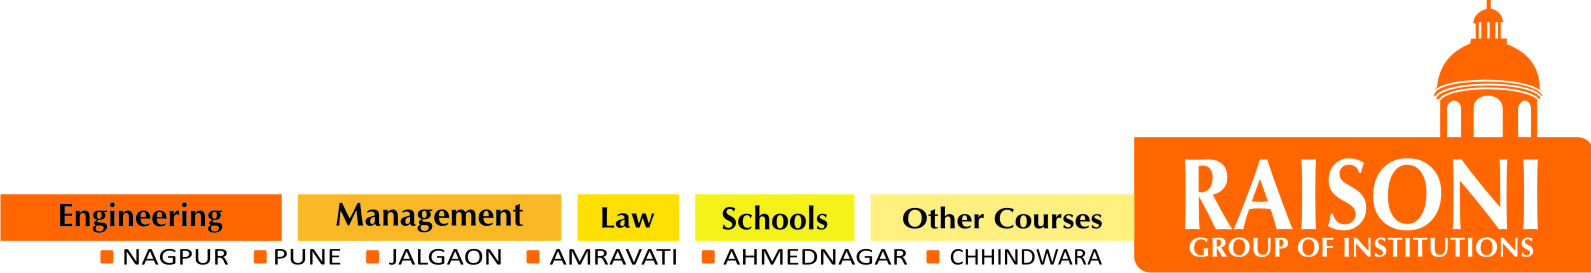 Engineering Management Law Schools Other Courses
NAGPUR PUNE JALGAON AMRAVATI AHMEDNAGAR CHHINDWARA
RAISONI
GROUP OF INSTITUTIONS